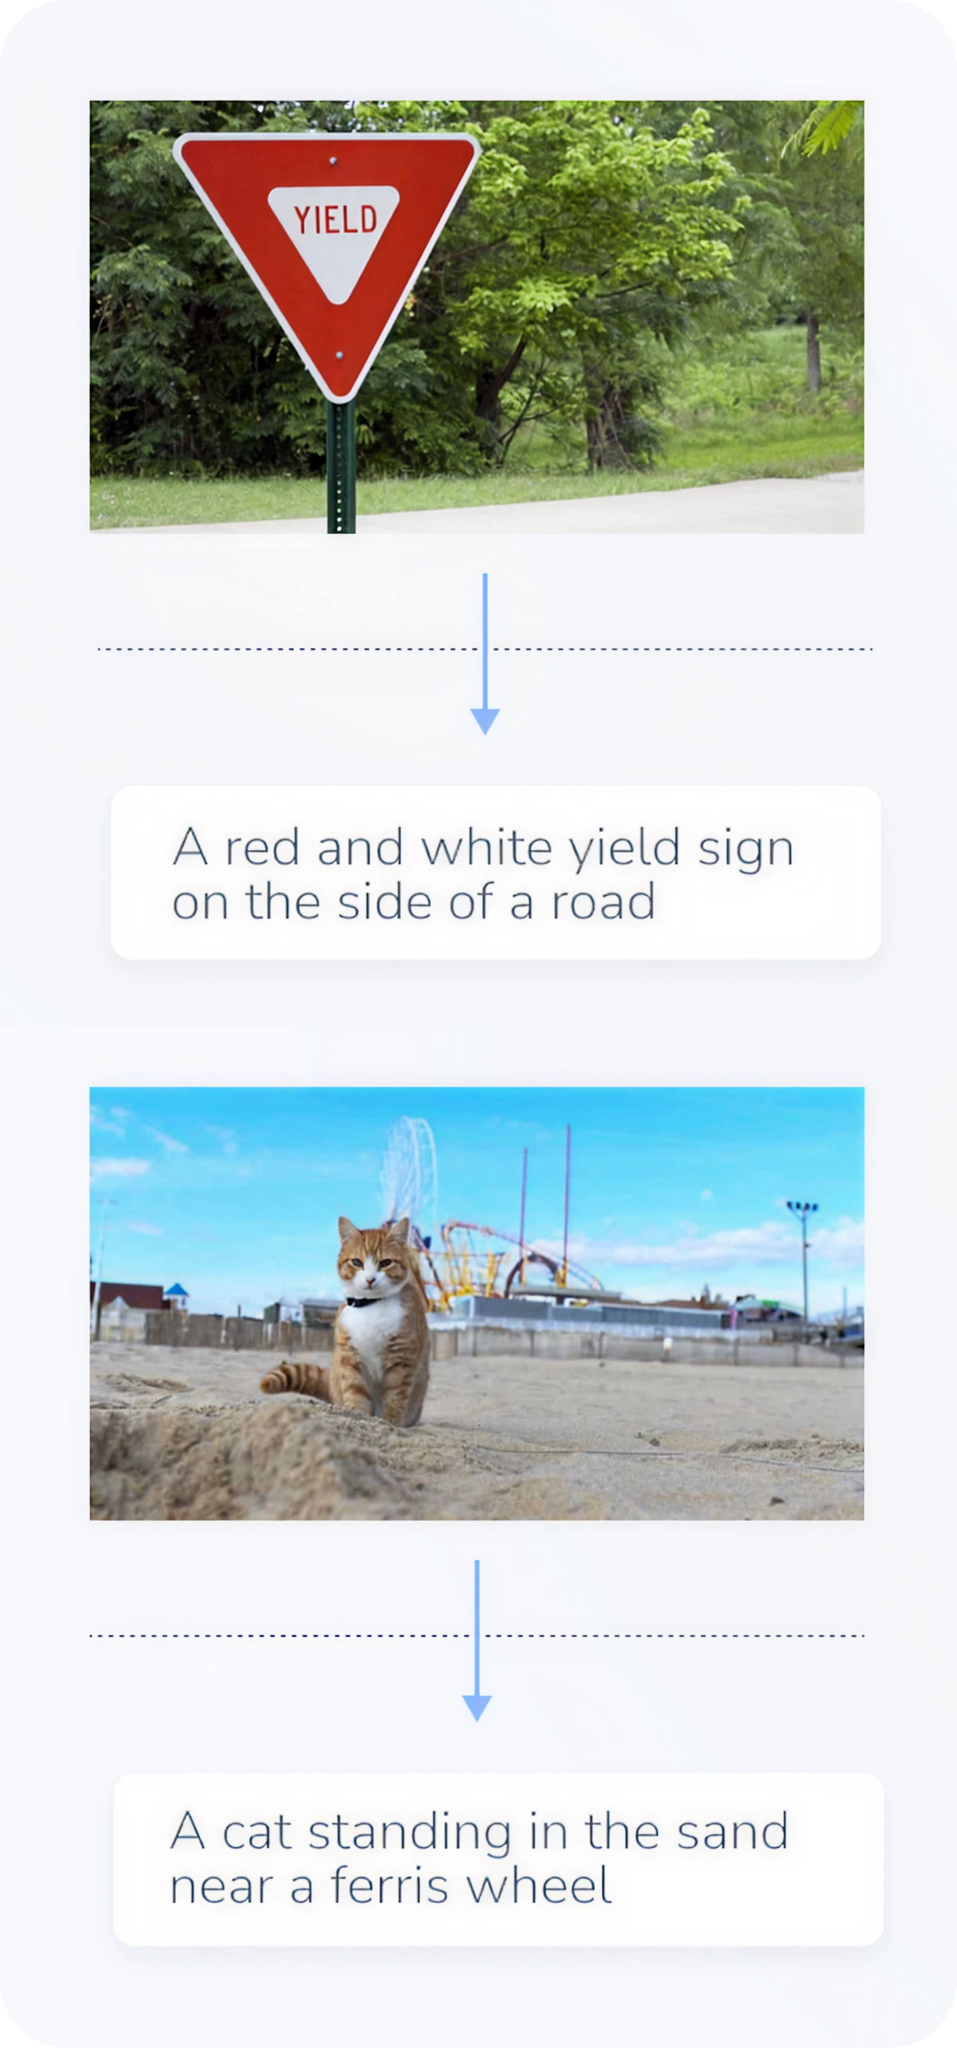 YIELD
A red and white yield sign
on the side of a road
A cat standing in the sand
near a ferris wheel